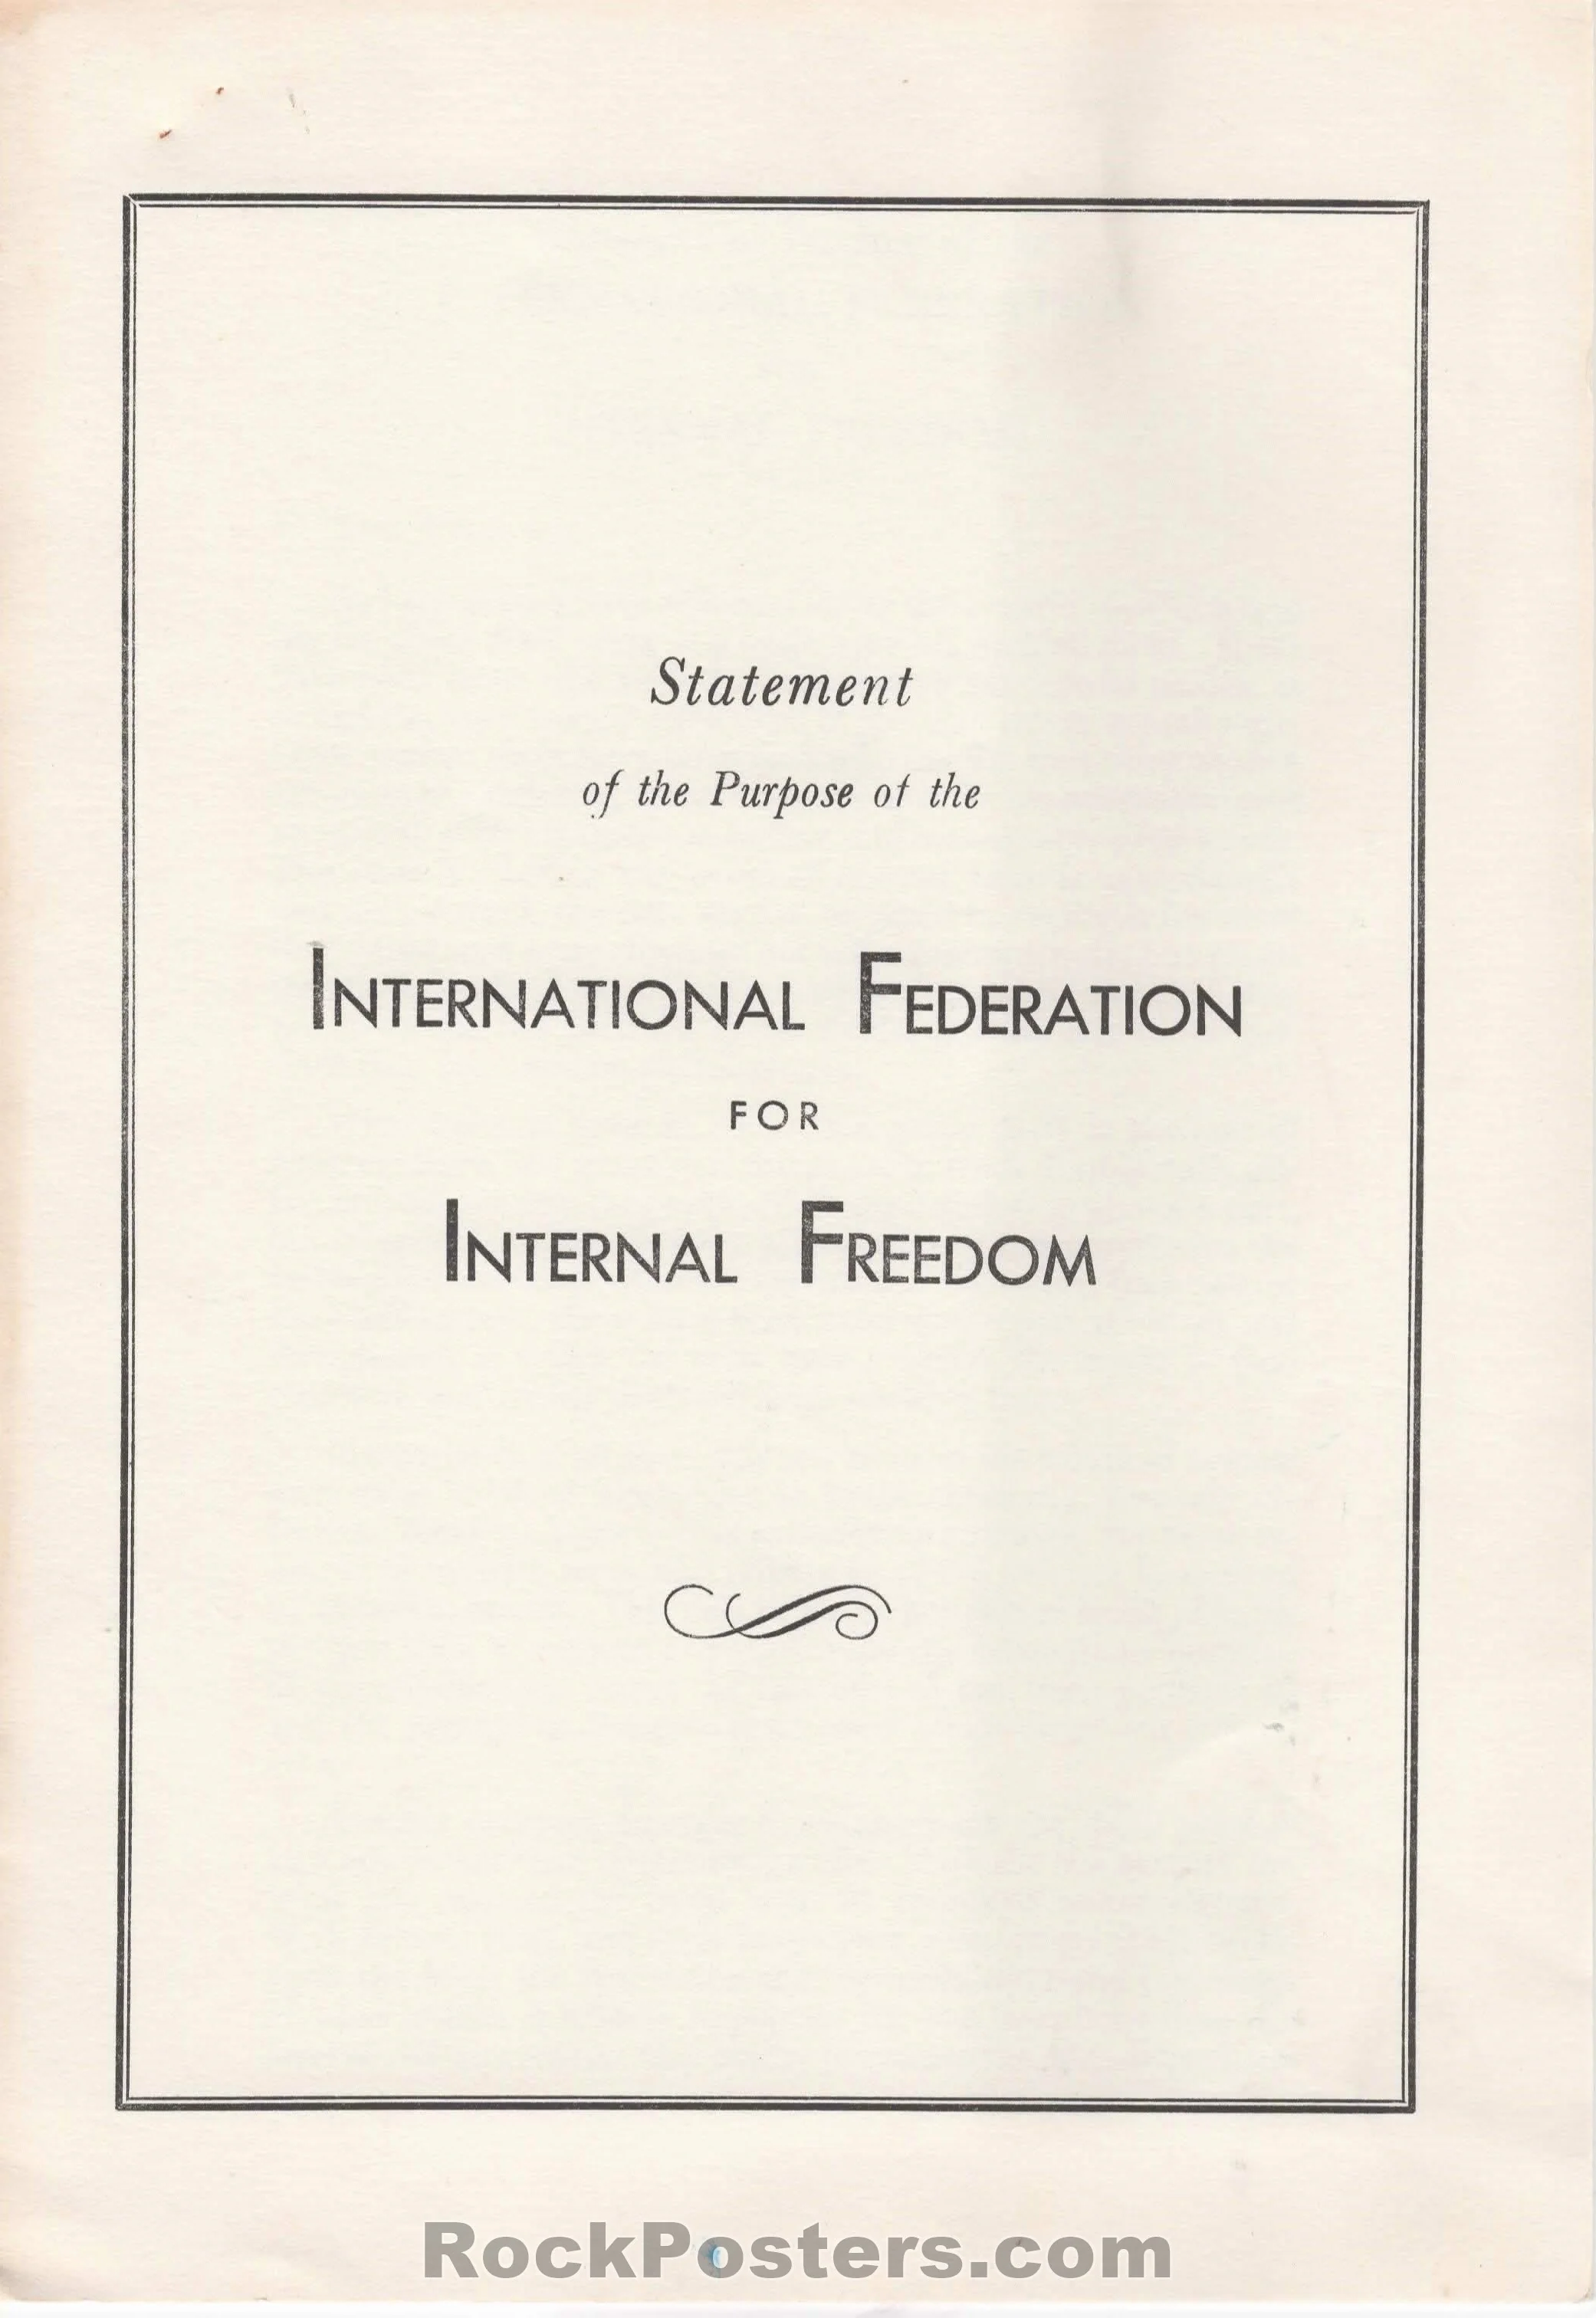 Statement
of the Purpose of the
INTERNATIONAL FEDERATION
FOR
INTERNAL FREEDOM
RockPosters.com